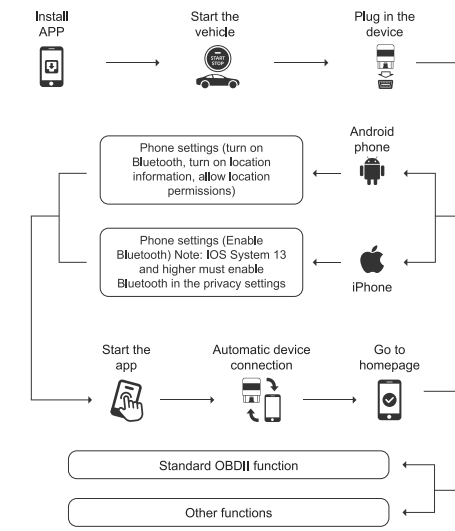 Install
APP
Start the
vehicle
START
STOP
Plug in the
device
Android
phone
Phone settings (turn on
Bluetooth, turn on location
information, allow location
permissions)
Phone settings (Enable
Bluetooth) Note: IOS System 13
and higher must enable
Bluetooth in the privacy settings
iPhone
Start the
app
Automatic device
connection
Go to
homepage
Standard OBDII function
Other functions